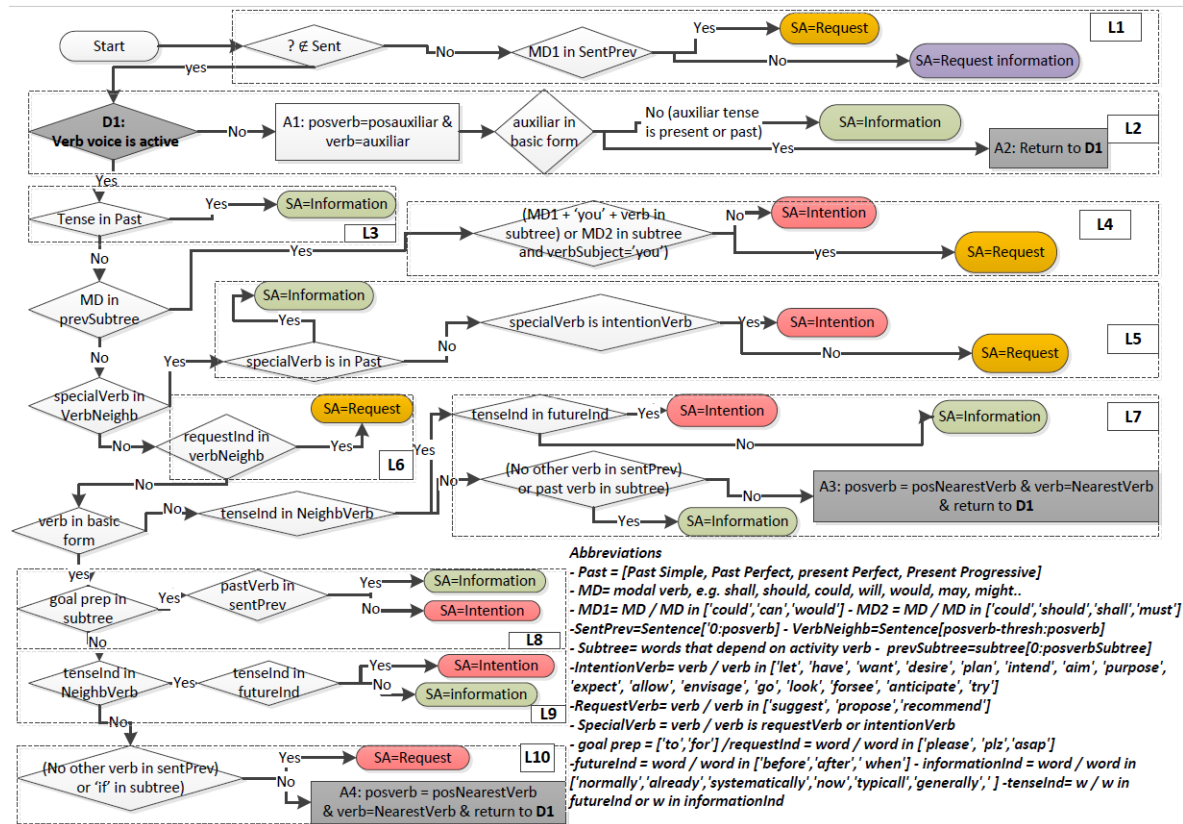 Start
? ∉ Sent
No
MD1 in SentPrev
Yes
SA=Request
No
SA=Request information
L1
yes
D1:
Verb voice is active
No
A1: posverb=posauxiliar &
verb=auxiliar
auxiliar in
basic form
No (auxiliar tense
is present or past)
SA=Information
Yes
A2: Return to D1
L2
Yes
Tense in Past
Yes
SA=Information
L3
No
MD in
prevSubtree
Yes
(MD1 + ‘you’ + verb in
subtree) or MD2 in subtree
and verbSubject=’you’)
No
SA=Intention
yes
SA=Request
L4
No
specialVerb in
VerbNeighb
Yes
specialVerb is in Past
Yes
SA=Information
No
specialVerb is intentionVerb
Yes
SA=Intention
No
SA=Request
L5
No
requestInd in
verbNeighb
Yes
SA=Request
L6
No
verb in basic
form
No
tenseInd in NeighbVerb
Yes
tenseInd in futureInd
Yes
SA=Intention
No
SA=Information
L7
No
(No other verb in sentPrev)
or past verb in subtree)
No
A3: posverb = posNearestVerb & verb=NearestVerb
& return to D1
Yes
SA=Information
yes
goal prep in
subtree
Yes
pastVerb in
sentPrev
Yes
SA=Information
No
SA=Intention
L8
No
tenseInd in
NeighbVerb
Yes
tenseInd in
futureInd
Yes
SA=Intention
No
SA=information
L9
No
(No other verb in sentPrev)
or ‘if’ in subtree)
Yes
SA=Request
L10
No
A4: posverb = posNearestVerb
& verb=NearestVerb & return to D1
Abbreviations
- Past = [Past Simple, Past Perfect, present Perfect, Present Progressive]
- MD= modal verb, e.g. shall, should, could, will, would, may, might..
- MD1= MD / MD in ['could','can','would'] - MD2 = MD / MD in ['could','should','shall','must']
-SentPrev=Sentence['0:posverb] - VerbNeighb=Sentence[posverb-thresh:posverb]
- Subtree= words that depend on activity verb - prevSubtree=subtree[0:posverbSubtree]
-IntentionVerb= verb / verb in ['let', 'have', 'want', 'desire', 'plan', 'intend', 'aim', 'purpose',
'expect', 'allow', 'envisage', 'go', 'look', 'forsee', 'anticipate', 'try']
-RequestVerb= verb / verb in ['suggest', 'propose','recommend']
- SpecialVerb = verb / verb is requestVerb or intentionVerb
- goal prep = ['to','for'] /requestInd = word / word in ['please', 'plz','asap']
-futureInd = word / word in ['before','after',' when'] - informationInd = word / word in
['normally','already','systematically','now','typicall','generally',' ] -tenseInd= w / w in
futureInd or w in informationInd